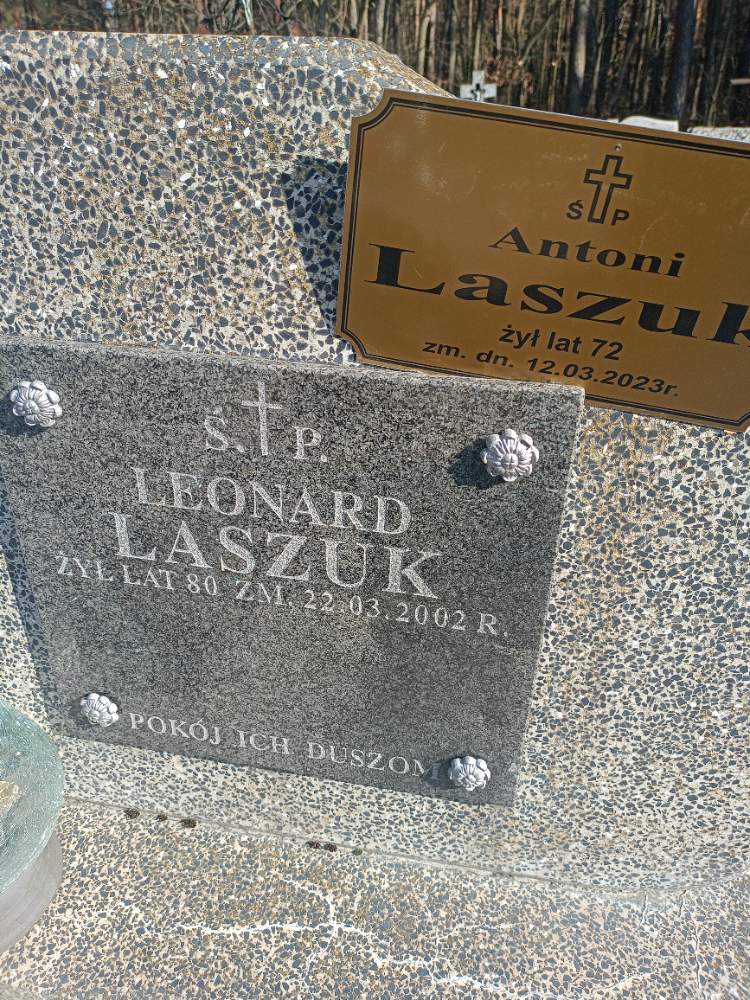 Ś P
Antoni
Laszuk
żył lat 72
zm. dn. 12.03.2023r.
Ś. P.
LEONARD
LASZUK
ŻYŁ LAT 80 ZM. 22.03.2002 R.
POKÓJ ICH DUSZOM